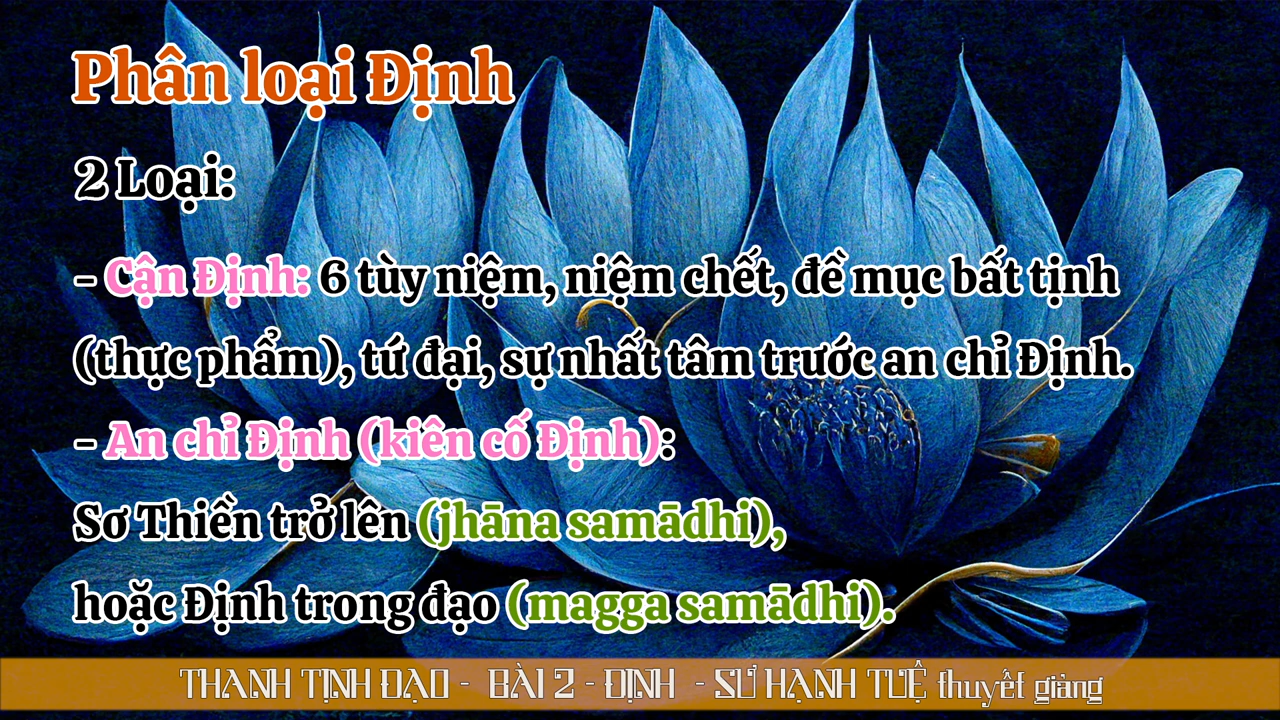 Phân loại Định
2 Loại:
- Cận Định: 6 tùy niệm, niệm chết, đề mục bất tịnh
(thực phẩm), tứ đại, sự nhất tâm trước an chỉ Định.
- An chỉ Định (kiên cố Định):
Sơ Thiền trở lên (jhāna samādhi),
hoặc Định trong đạo (magga samādhi).
THANH TỊNH ĐẠO - BÀI 2 - ĐỊNH - SƯ HẠNH TUỆ thuyết giảng